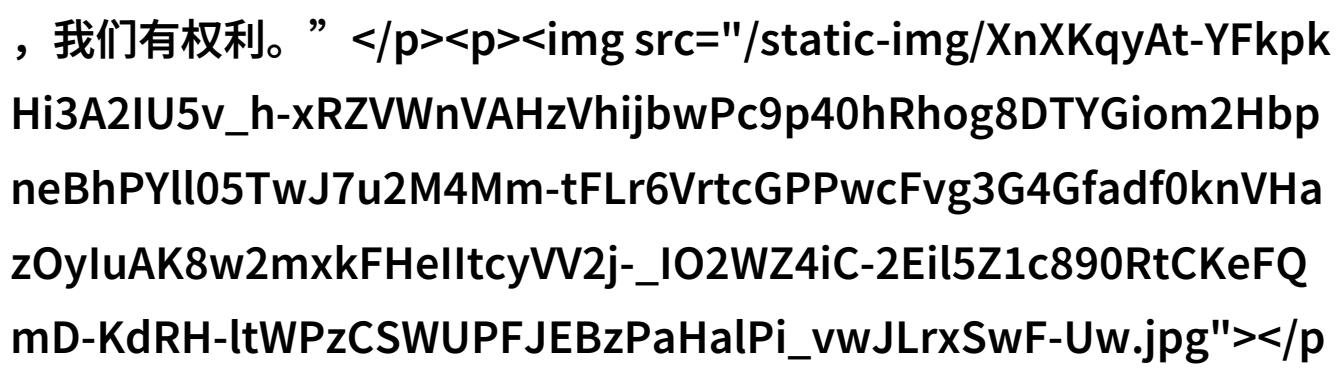 ，我们有权利。”</p><p><img src="/static-img/XnXKqyAt-YFkpk
Hi3A2IU5v_h-xRZVWnVAHzVhijbwPc9p40hRhog8DTYGiom2Hbp
neBhPYll05TwJ7u2M4Mm-tFLr6VrtcGPPwcFvg3G4Gfadf0knVHa
zOyIuAK8w2mxkFHeIItcyVV2j-_IO2WZ4iC-2Eil5Z1c890RtCKeFQ
mD-KdRH-ltWPzCSWUPFJEBzPaHalPi_vwJLrxSwF-Uw.jpg"></p